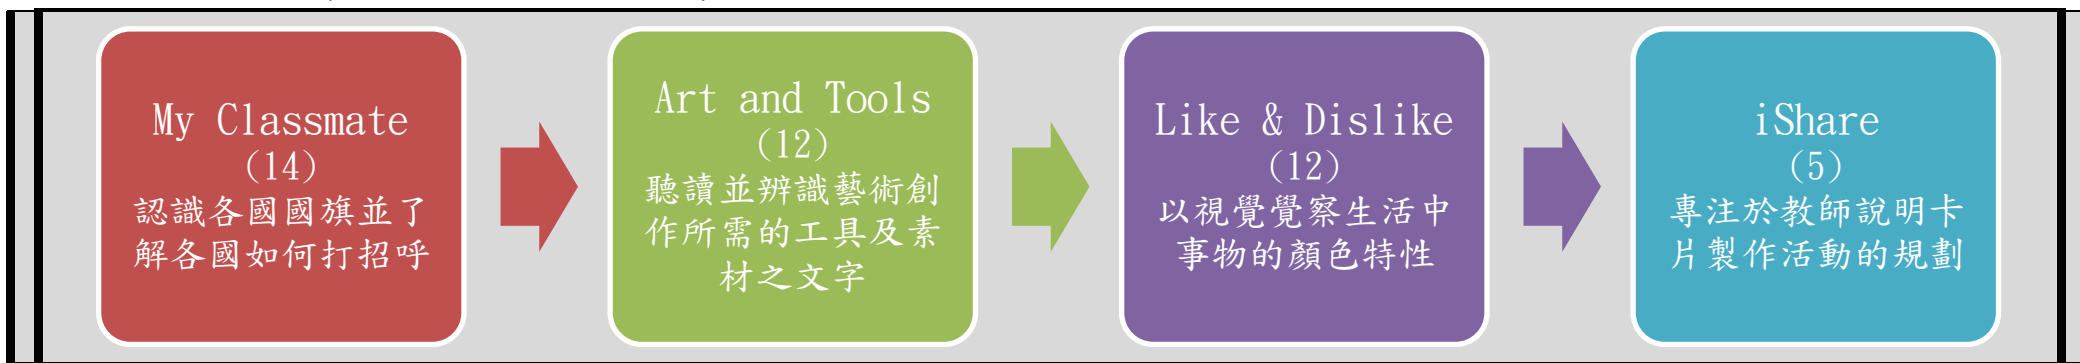 My Classmate
(14)
認識各國國旗並了
解各國如何打招呼
Art and Tools
(12)
聽讀並辨識藝術創
作所需的工具及素
材之文字
Like & Dislike
(12)
以視覺覺察生活中
事物的顏色特性
iShare
(5)
專注於教師說明卡
片製作活動的規劃